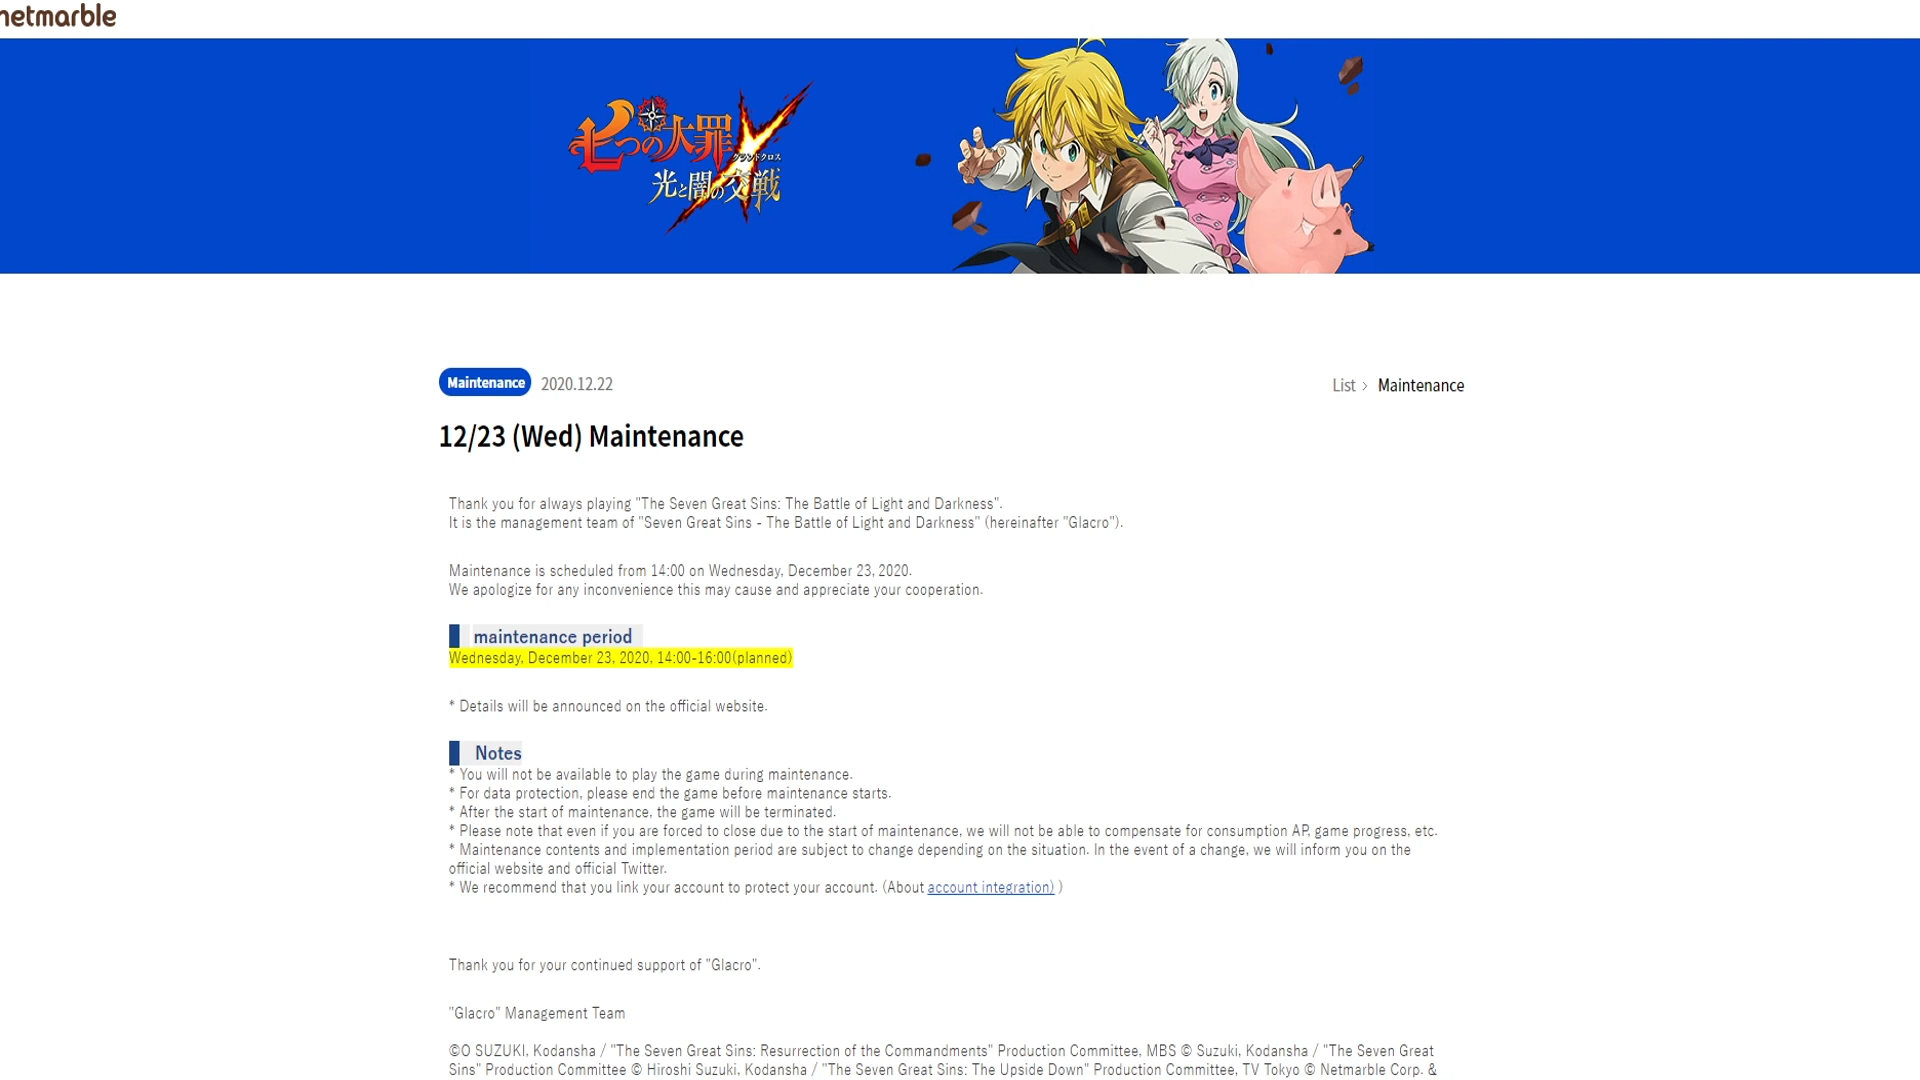 netmarble
七つの大罪
グランドクロス
光と闇の交戦
Maintenance 2020.12.22
List > Maintenance
12/23 (Wed) Maintenance
Thank you for always playing "The Seven Great Sins: The Battle of Light and Darkness".
It is the management team of "Seven Great Sins - The Battle of Light and Darkness" (hereinafter "Glacro").
Maintenance is scheduled from 14:00 on Wednesday, December 23, 2020.
We apologize for any inconvenience this may cause and appreciate your cooperation.
maintenance period
Wednesday, December 23, 2020, 14:00-16:00(planned)
* Details will be announced on the official website.
Notes
* You will not be available to play the game during maintenance.
* For data protection, please end the game before maintenance starts.
* After the start of maintenance, the game will be terminated.
* Please note that even if you are forced to close due to the start of maintenance, we will not be able to compensate for consumption AP, game progress, etc.
* Maintenance contents and implementation period are subject to change depending on the situation. In the event of a change, we will inform you on the
official website and official Twitter.
* We recommend that you link your account to protect your account. (About account integration) )
Thank you for your continued support of "Glacro".
"Glacro" Management Team
©O SUZUKI, Kodansha / "The Seven Great Sins: Resurrection of the Commandments" Production Committee, MBS © Suzuki, Kodansha / "The Seven Great
Sins" Production Committee © Hiroshi Suzuki, Kodansha / "The Seven Great Sins: The Upside Down" Production Committee, TV Tokyo © Netmarble Corp. &